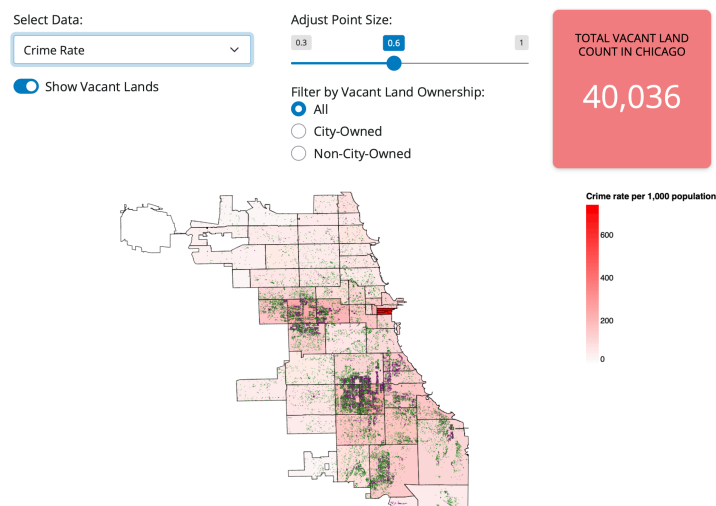 Select Data:
Crime Rate
Show Vacant Lands
Adjust Point Size:
0.3
0.6
1
Filter by Vacant Land Ownership:
All
City-Owned
Non-City-Owned
TOTAL VACANT LAND
COUNT IN CHICAGO
40,036
Crime rate per 1,000 population
600
400
200
0